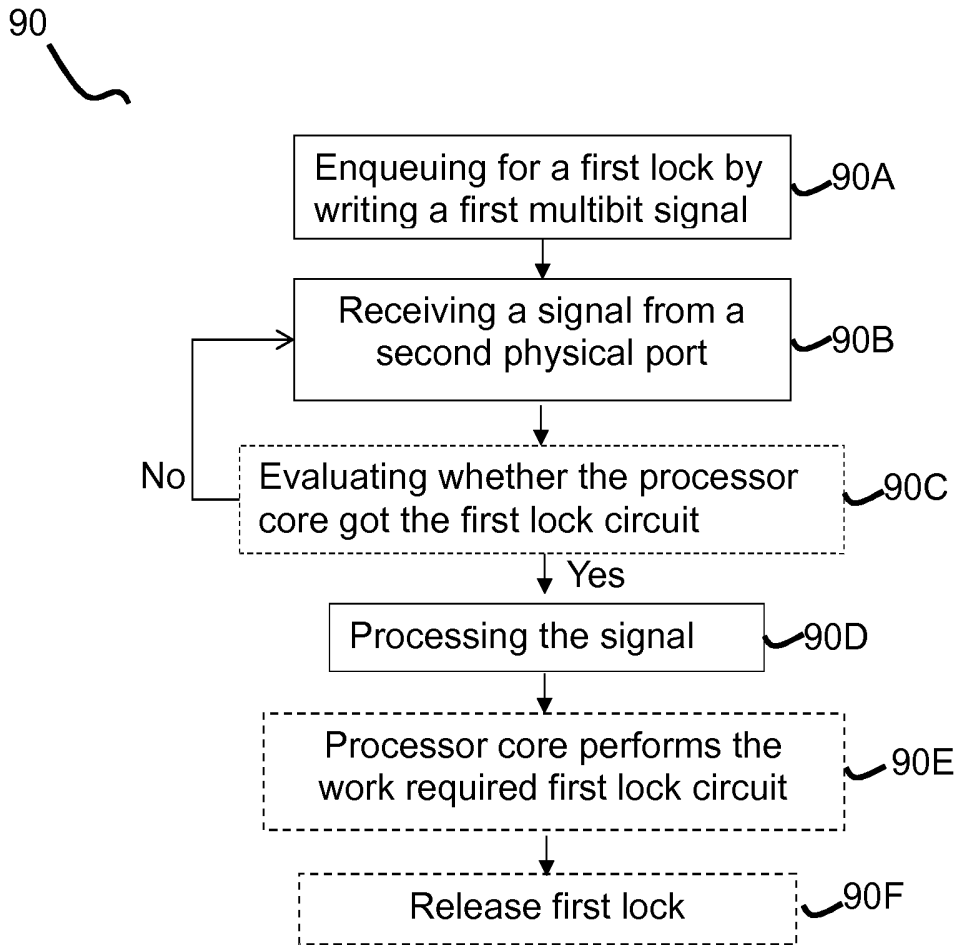 90
Enqueuing for a first lock by
writing a first multibit signal
90A
Receiving a signal from a
second physical port
90B
No
Evaluating whether the processor
core got the first lock circuit
90C
Yes
Processing the signal
90D
Processor core performs the
work required first lock circuit
90E
Release first lock
90F